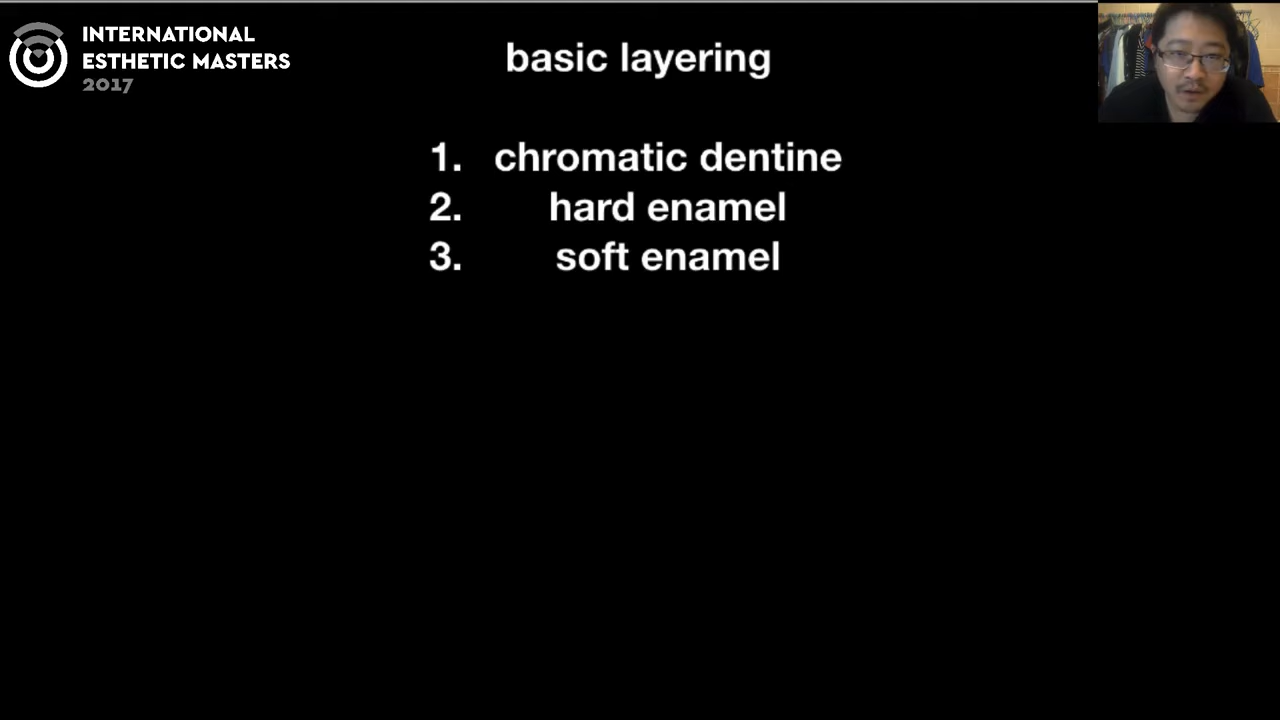 INTERNATIONAL
ESTHETIC MASTERS
2017
basic layering
1. chromatic dentine
2. hard enamel
3. soft enamel